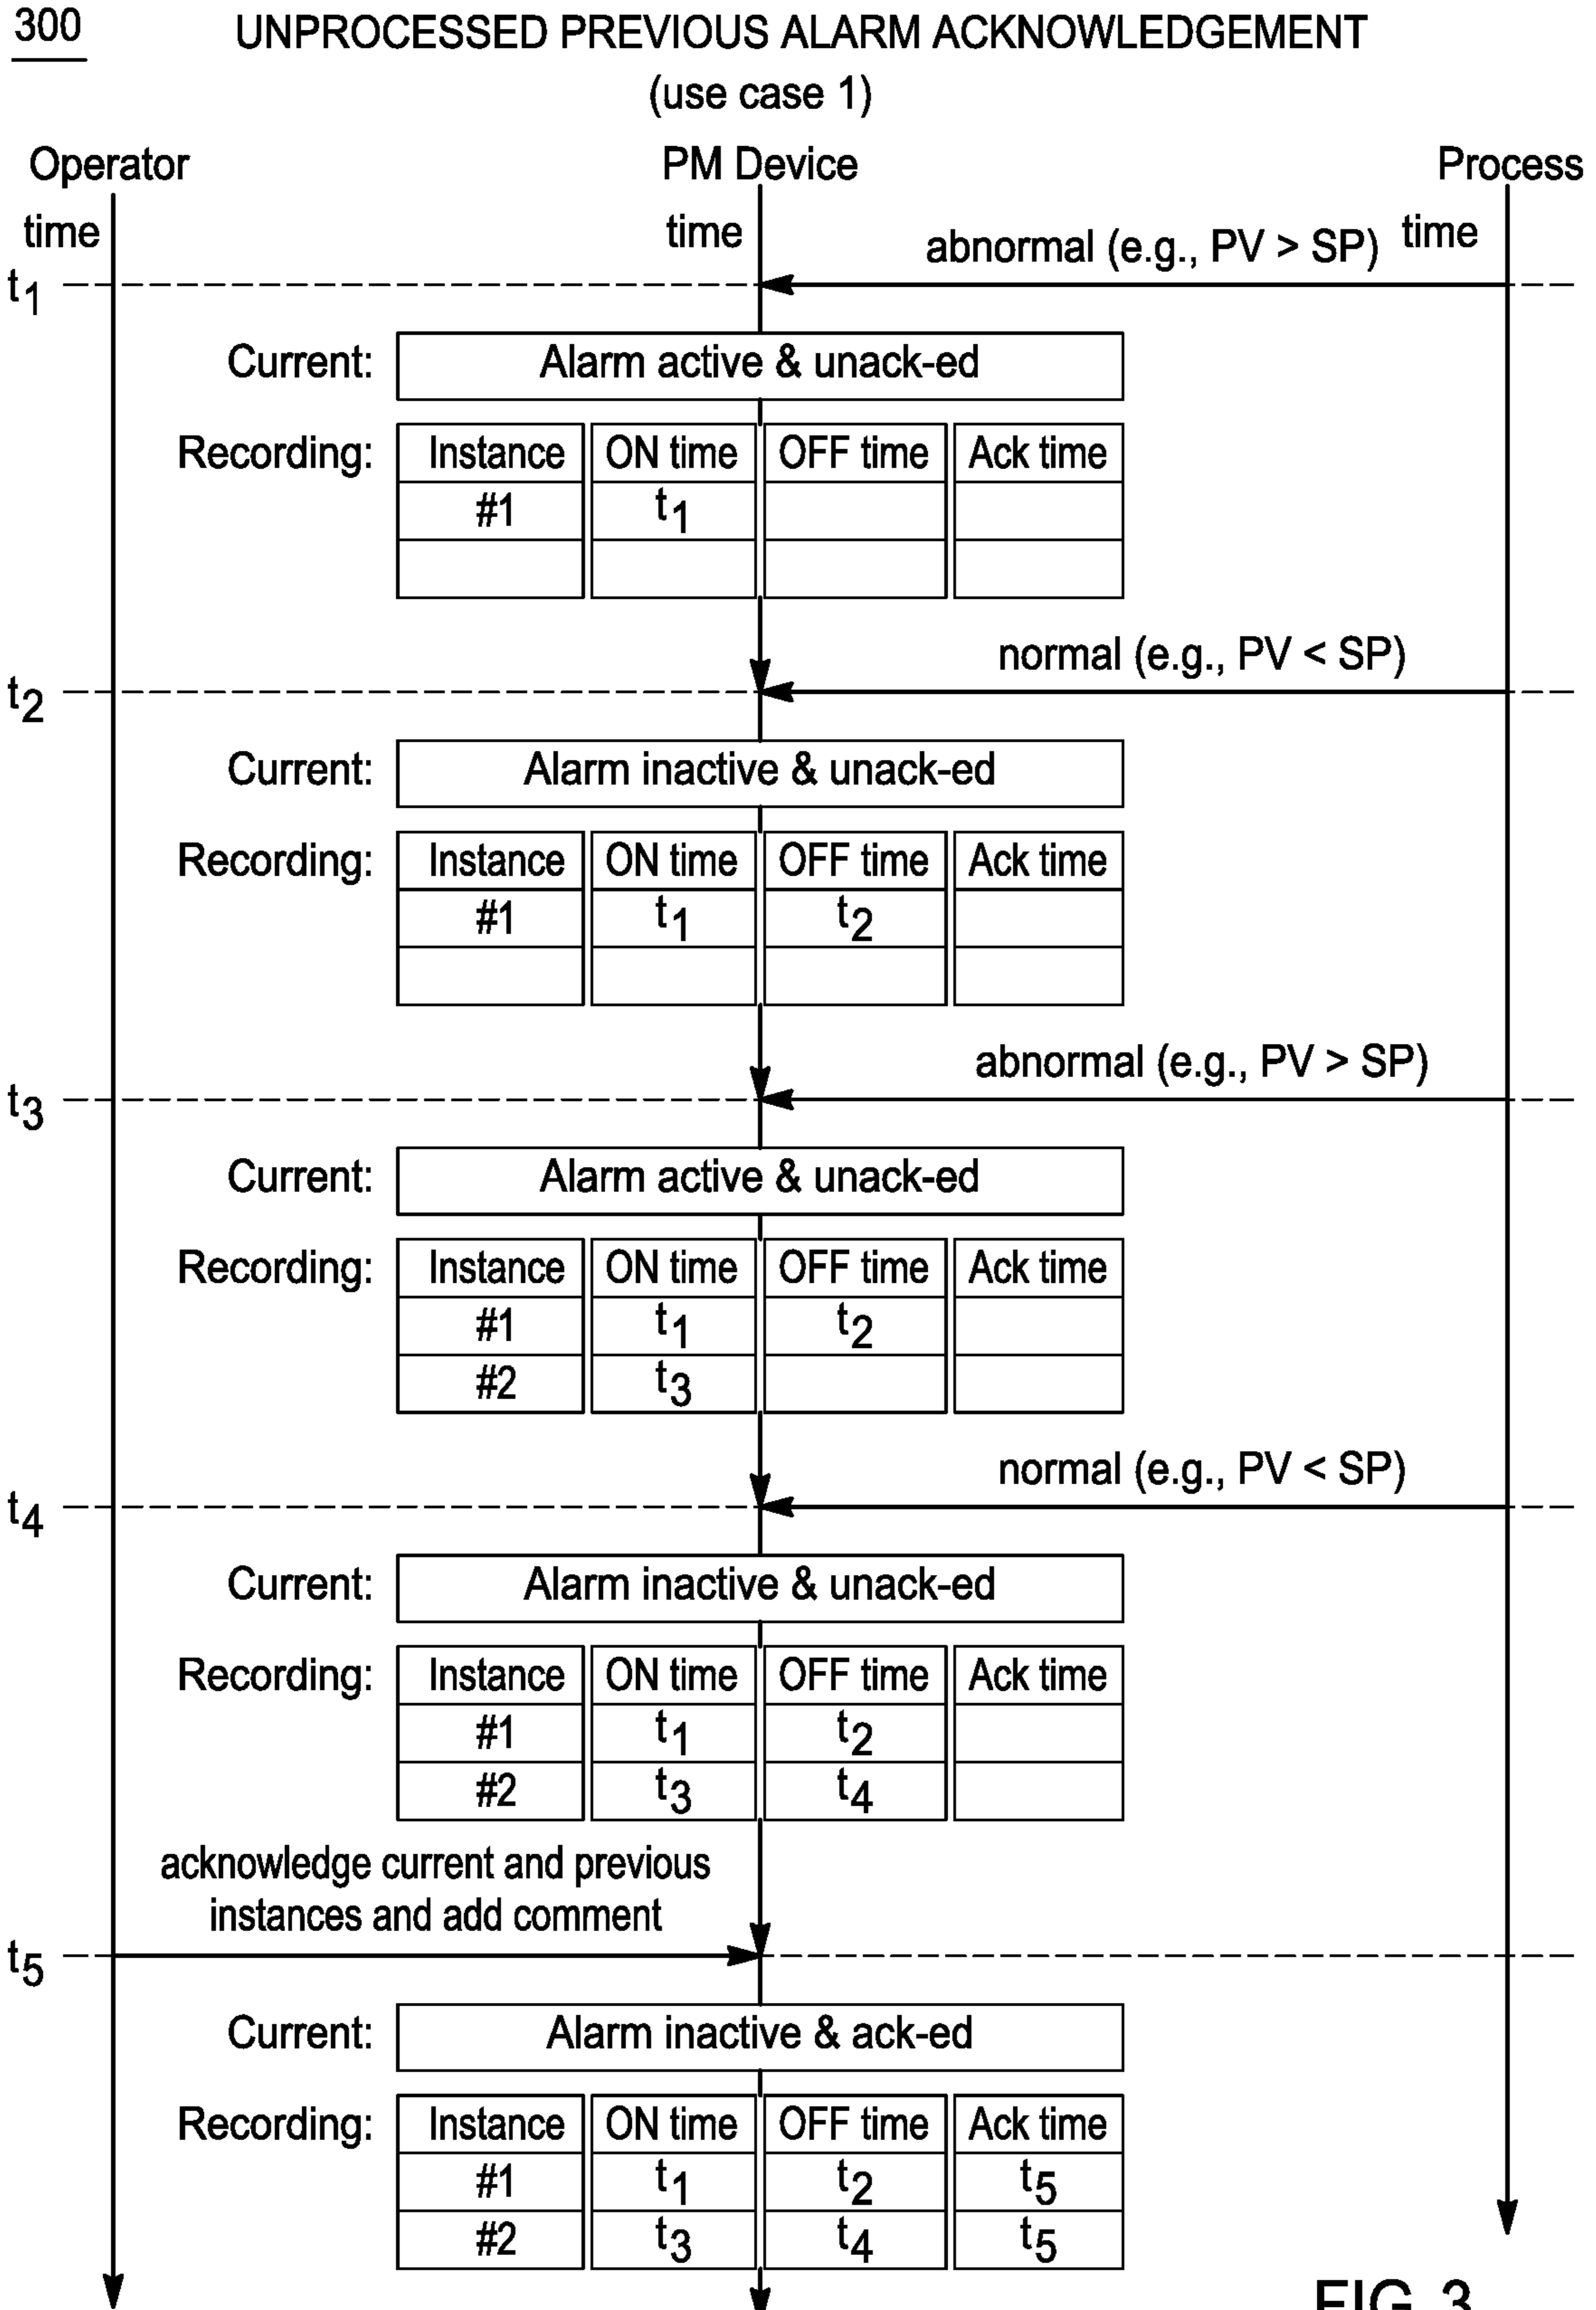 300 UNPROCESSED PREVIOUS ALARM ACKNOWLEDGEMENT
(use case 1)
Operator PM Device Process
time time abnormal (e.g., PV > SP) time
t1
Current: Alarm active & unack-ed
Recording: Instance ON time OFF time Ack time
#1 t1
normal (e.g., PV < SP)
t2
Current: Alarm inactive & unack-ed
Recording: Instance ON time OFF time Ack time
#1 t1 t2
abnormal (e.g., PV > SP)
t3
Current: Alarm active & unack-ed
Recording: Instance ON time OFF time Ack time
#1 t1 t2
#2 t3
normal (e.g., PV < SP)
t4
Current: Alarm inactive & unack-ed
Recording: Instance ON time OFF time Ack time
#1 t1 t2
#2 t3 t4
acknowledge current and previous
instances and add comment
t5
Current: Alarm inactive & ack-ed
Recording: Instance ON time OFF time Ack time
#1 t1 t2 t5
#2 t3 t4 t5
FIG. 3